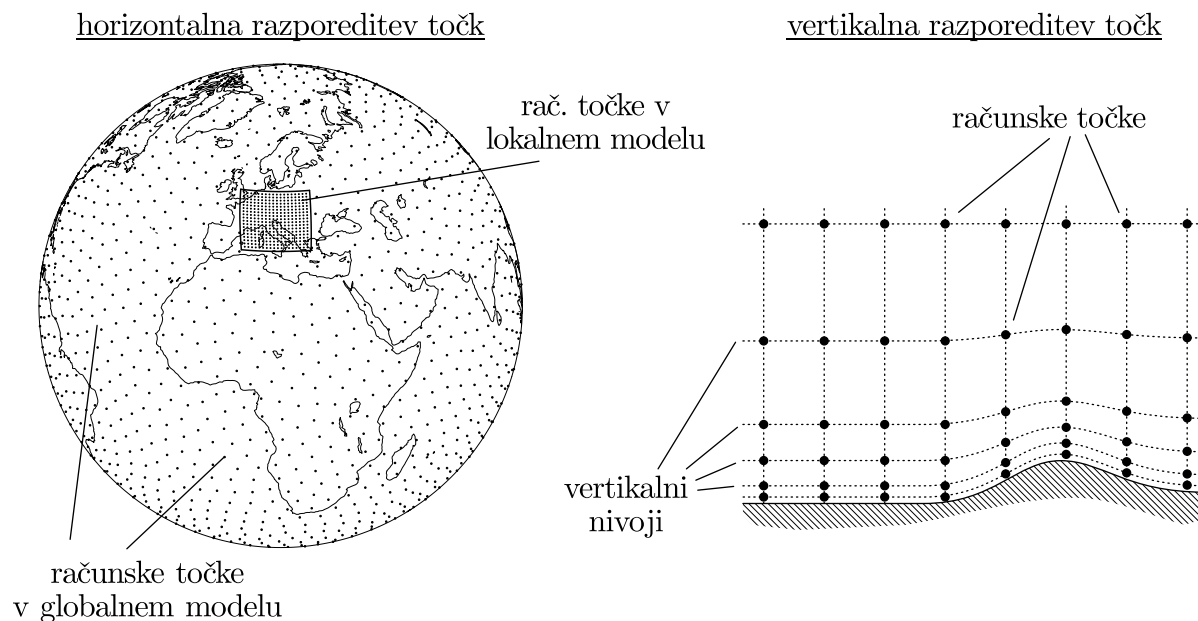 horizontalna razporeditev točk
rač. točke v
lokalnem modelu
računske točke
v globalnem modelu
vertikalna razporeditev točk
računske točke
vertikalni
nivoji